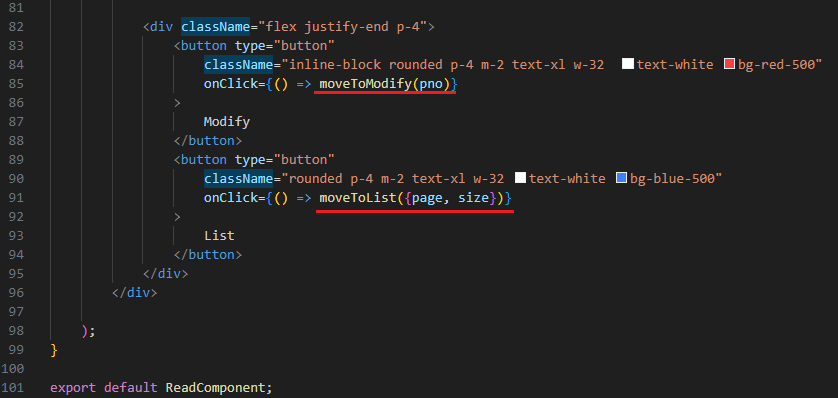 81
82 <div className="flex justify-end p-4">
83 <button type="button"
84 className="inline-block rounded p-4 m-2 text-xl w-32 text-white bg-red-500"
85 onClick={() => moveToModify(pno)}
86 >
87 Modify
88 </button>
89 <button type="button"
90 className="rounded p-4 m-2 text-xl w-32 text-white bg-blue-500"
91 onClick={() => moveToList({page, size})}
92 >
93 List
94 </button>
95 </div>
96 </div>
97
98 );
99 }
100
101 export default ReadComponent;